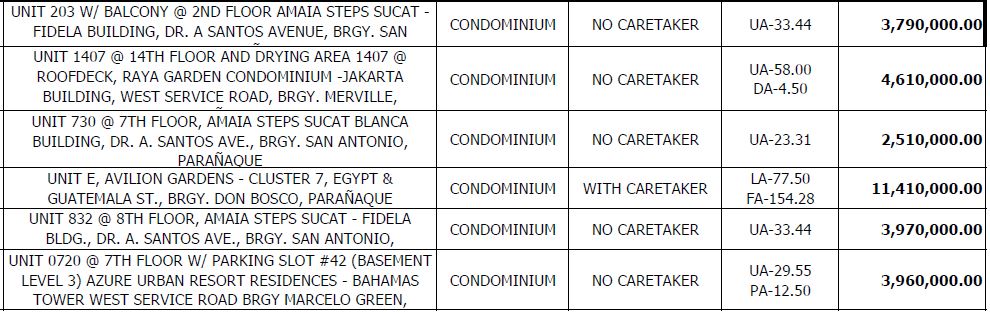 UNIT 203 W/ BALCONY @ 2ND FLOOR AMAIA STEPS SUCAT -
FIDELA BUILDING, DR. A SANTOS AVENUE, BRGY. SAN
CONDOMINIUM
NO CARETAKER
UA-33.44
3,790,000.00
UNIT 1407 @ 14TH FLOOR AND DRYING AREA 1407 @
ROOFDECK, RAYA GARDEN CONDOMINIUM -JAKARTA
BUILDING, WEST SERVICE ROAD, BRGY. MERVILLE,
CONDOMINIUM
NO CARETAKER
UA-58.00
DA-4.50
4,610,000.00
UNIT 730 @ 7TH FLOOR, AMAIA STEPS SUCAT BLANCA
BUILDING, DR. A. SANTOS AVE., BRGY. SAN ANTONIO,
PARAÑAQUE
CONDOMINIUM
NO CARETAKER
UA-23.31
2,510,000.00
UNIT E, AVILION GARDENS - CLUSTER 7, EGYPT &
GUATEMALA ST., BRGY. DON BOSCO, PARAÑAQUE
CONDOMINIUM
WITH CARETAKER
LA-77.50
FA-154.28
11,410,000.00
UNIT 832 @ 8TH FLOOR, AMAIA STEPS SUCAT - FIDELA
BLDG., DR. A. SANTOS AVE., BRGY. SAN ANTONIO,
CONDOMINIUM
NO CARETAKER
UA-33.44
3,970,000.00
UNIT 0720 @ 7TH FLOOR W/ PARKING SLOT #42 (BASEMENT
LEVEL 3) AZURE URBAN RESORT RESIDENCES - BAHAMAS
TOWER WEST SERVICE ROAD BRGY MARCELO GREEN,
CONDOMINIUM
NO CARETAKER
UA-29.55
PA-12.50
3,960,000.00